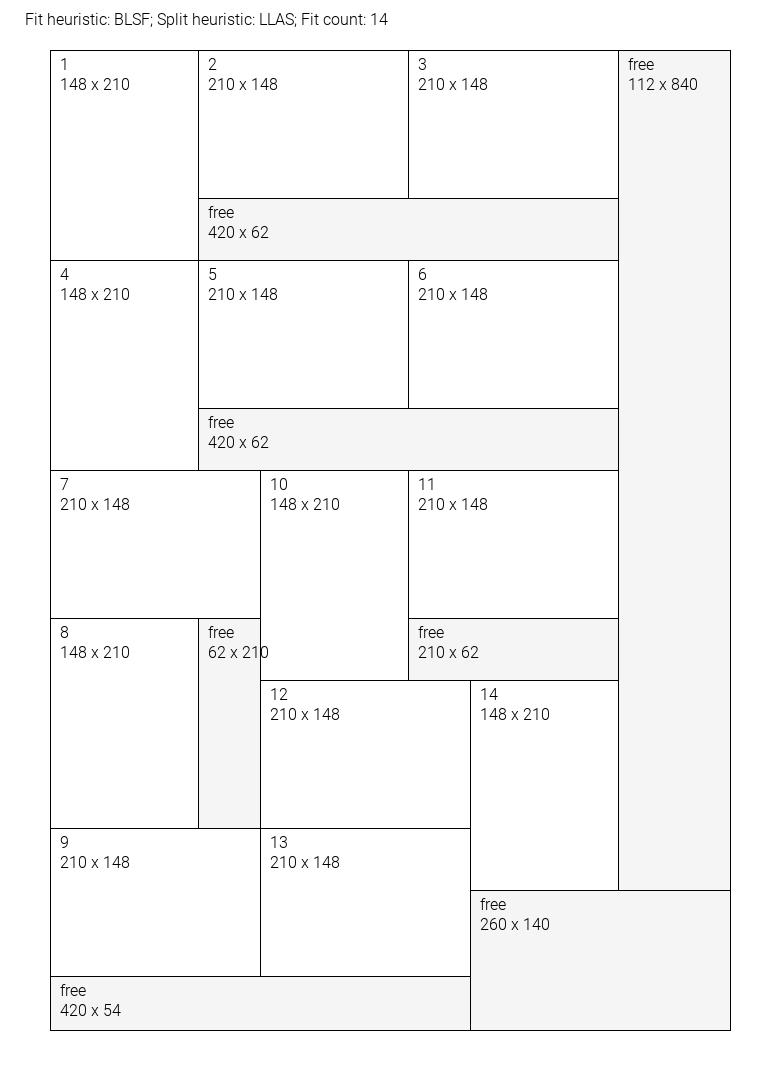 Fit heuristic: BLSF; Split heuristic: LLAS; Fit count: 14
1
148 x 210
2
210 x 148
3
210 x 148
free
112 x 840
free
420 x 62
4
148 x 210
5
210 x 148
6
210 x 148
free
420 x 62
7
210 x 148
10
148 x 210
11
210 x 148
8
148 x 210
free
62 x 210
free
210 x 62
12
210 x 148
14
148 x 210
9
210 x 148
13
210 x 148
free
260 x 140
free
420 x 54